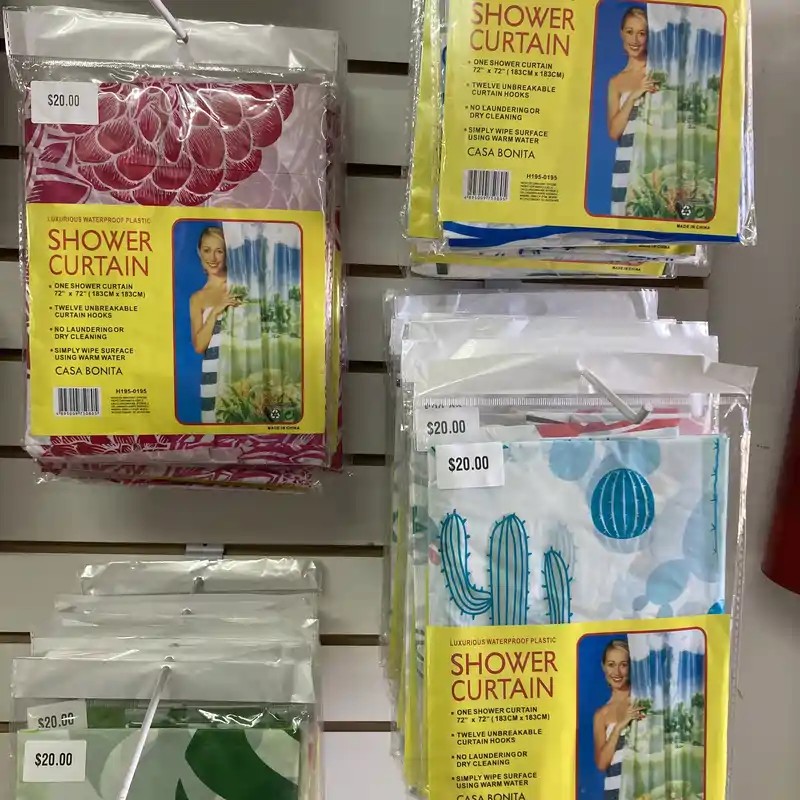 $20.00
LUXURIOUS WATERPROOF PLASTIC
SHOWER
CURTAIN
• ONE SHOWER CURTAIN
72" x 72" (183CM x 183CM)
• TWELVE UNBREAKABLE
CURTAIN HOOKS
• NO LAUNDERING OR
DRY CLEANING
• SIMPLY WIPE SURFACE
USING WARM WATER
CASA BONITA
H195-0195
MADE IN CHINA
SHOWER
CURTAIN
• ONE SHOWER CURTAIN
72" x 72" (183CM x 183CM)
• TWELVE UNBREAKABLE
CURTAIN HOOKS
• NO LAUNDERING OR
DRY CLEANING
• SIMPLY WIPE SURFACE
USING WARM WATER
CASA BONITA
H195-0195
MADE IN CHINA
MADE IN CHINA
$20.00
$20.00
LUXURIOUS WATERPROOF PLASTIC
SHOWER
CURTAIN
• ONE SHOWER CURTAIN
72" x 72" (183CM x 183CM)
• TWELVE UNBREAKABLE
CURTAIN HOOKS
• NO LAUNDERING OR
DRY CLEANING
• SIMPLY WIPE SURFACE
USING WARM WATER
CASA BONITA
$20.00
$20.00